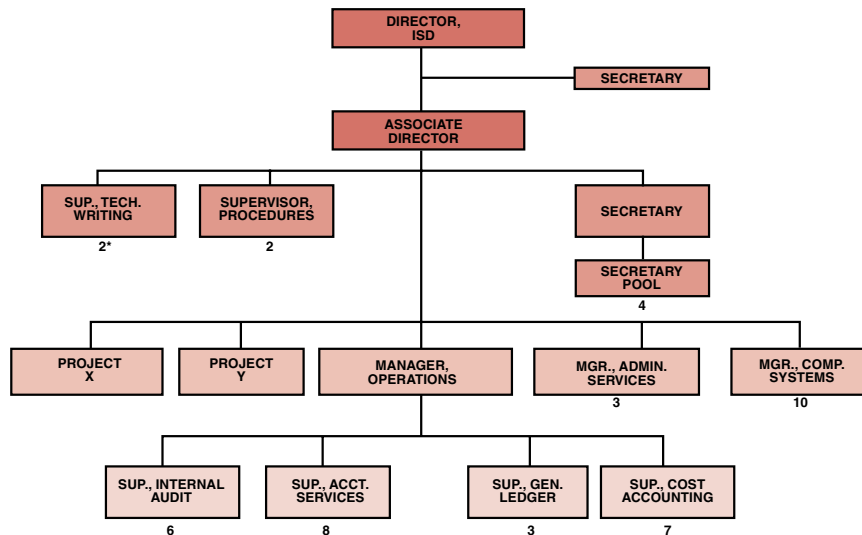 DIRECTOR,
ISD
SECRETARY
ASSOCIATE
DIRECTOR
SUP., TECH.
WRITING
2*
SUPERVISOR,
PROCEDURES
2
SECRETARY
SECRETARY
POOL
4
PROJECT
X
PROJECT
Y
MANAGER,
OPERATIONS
MGR., ADMIN.
SERVICES
3
MGR., COMP.
SYSTEMS
10
SUP., INTERNAL
AUDIT
6
SUP., ACCT.
SERVICES
8
SUP., GEN.
LEDGER
3
SUP., COST
ACCOUNTING
7